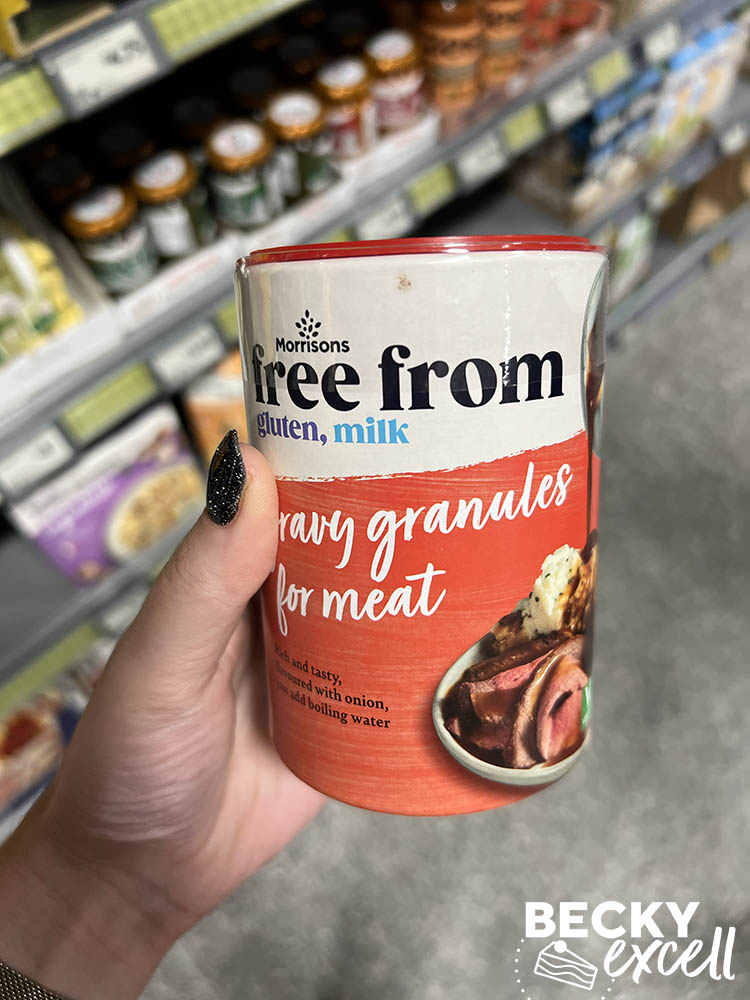 Morrisons
free from
gluten, milk
gravy granules
for meat
Rich and tasty,
flavoured with onion,
just add boiling water
BECKY
excell